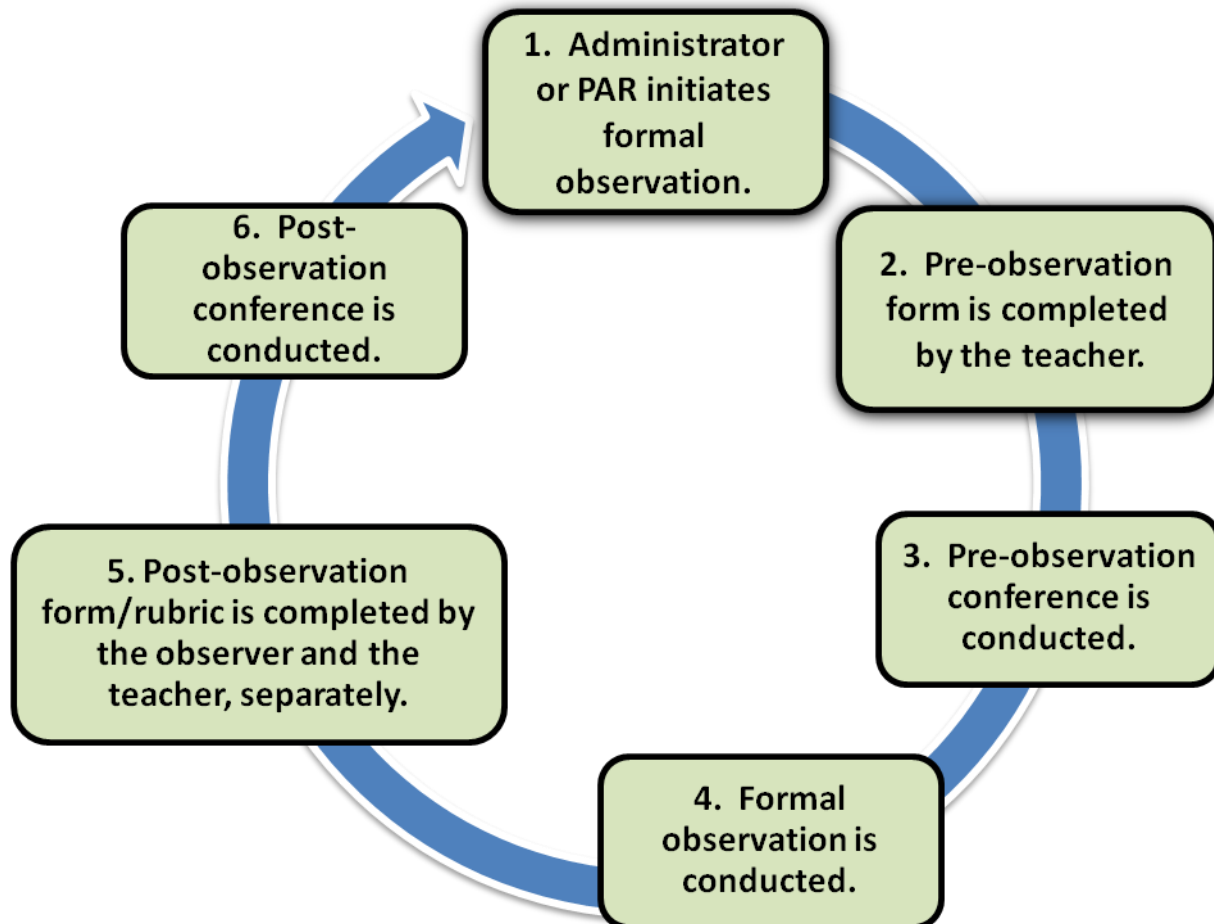 1. Administrator
or PAR initiates
formal
observation.
2. Pre-observation
form is completed
by the teacher.
3. Pre-observation
conference is
conducted.
4. Formal
observation is
conducted.
5. Post-observation
form/rubric is completed by
the observer and the
teacher, separately.
6. Post-
observation
conference is
conducted.